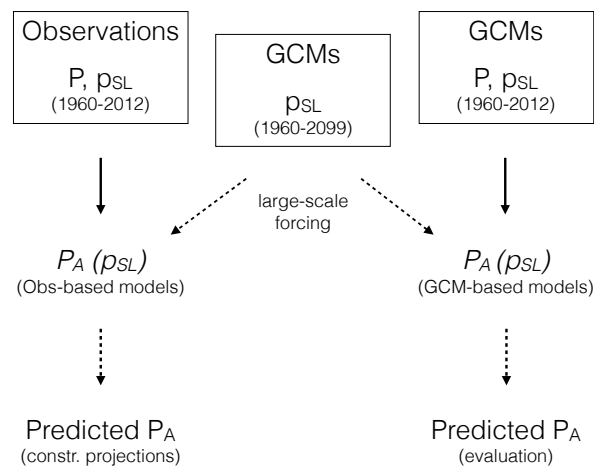 Observations
P, pSL
(1960-2012)
GCMs
pSL
(1960-2099)
GCMs
P, pSL
(1960-2012)
large-scale
forcing
PA (pSL)
(Obs-based models)
PA (pSL)
(GCM-based models)
Predicted PA
(constr. projections)
Predicted PA
(evaluation)